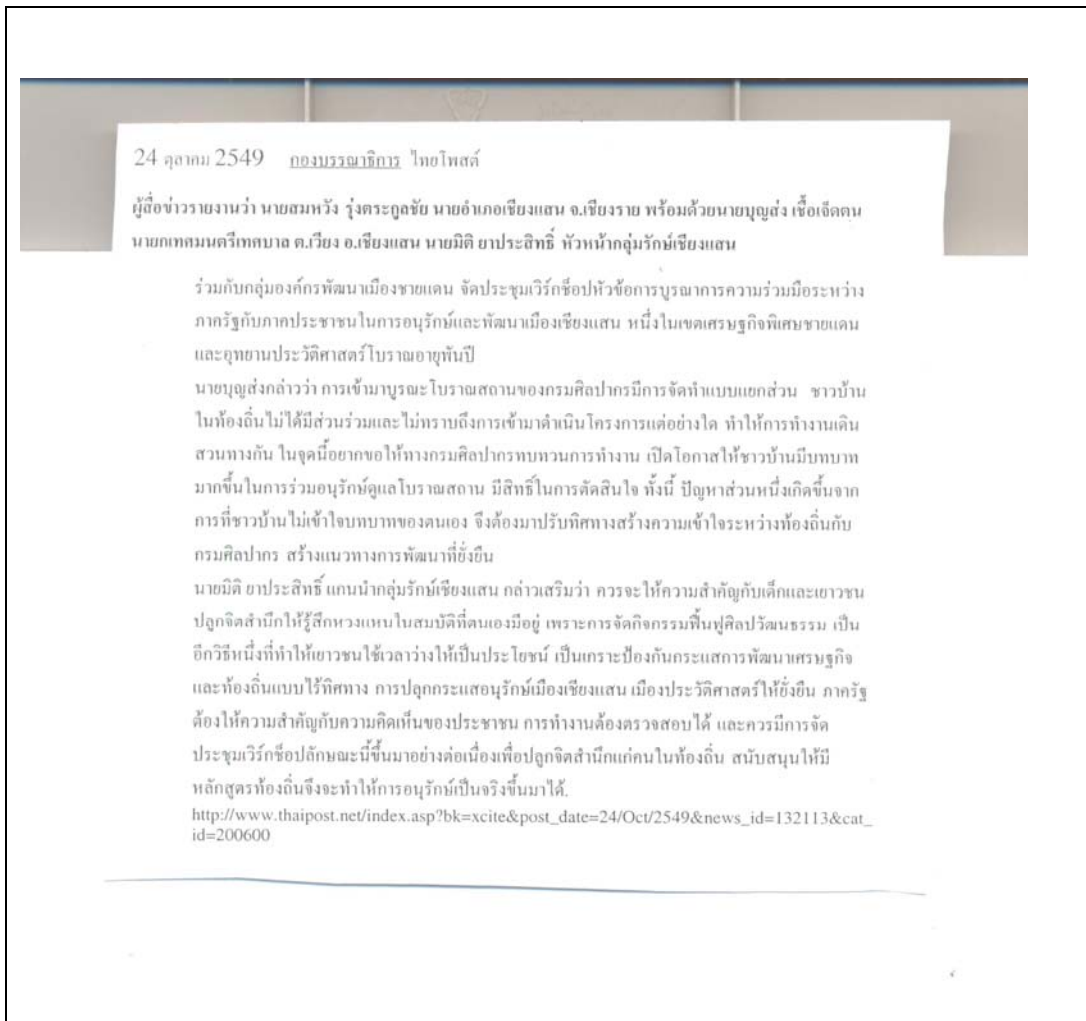 24 ตุลาคม 2549 กองบรรณาธิการ ไทยโพสต์
ผู้สื่อข่าวรายงานว่า นายสมหวัง รุ่งตระกูลชัย นายอำเภอเชียงแสน จ.เชียงราย พร้อมด้วยนายบุญส่ง เชื้อเจ็ดตน
นายกเทศมนตรีเทศบาล ต.เวียง อ.เชียงแสน นายมิติ ยาประสิทธิ์ หัวหน้ากลุ่มรักษ์เชียงแสน
ร่วมกับกลุ่มองค์กรพัฒนาเมืองชายแดน จัดประชุมเวิร์กช็อปหัวข้อการบูรณาการความร่วมมือระหว่าง
ภาครัฐกับภาคประชาชนในการอนุรักษ์และพัฒนาเมืองเชียงแสน หนึ่งในเขตเศรษฐกิจพิเศษชายแดน
และอุทยานประวัติศาสตร์โบราณอายุพันปี
นายบุญส่งกล่าวว่า การเข้ามาบูรณะโบราณสถานของกรมศิลปากรมีการจัดทำแบบแยกส่วน ชาวบ้าน
ในท้องถิ่นไม่ได้มีส่วนร่วมและไม่ทราบถึงการเข้ามาดำเนินโครงการแต่อย่างใด ทำให้การทำงานเดิน
สวนทางกัน ในจุดนี้อยากขอให้ทางกรมศิลปากรทบทวนการทำงาน เปิดโอกาสให้ชาวบ้านมีบทบาท
มากขึ้นในการร่วมอนุรักษ์ดูแลโบราณสถาน มีสิทธิ์ในการตัดสินใจ ทั้งนี้ ปัญหาส่วนหนึ่งเกิดขึ้นจาก
การที่ชาวบ้านไม่เข้าใจบทบาทของตนเอง จึงต้องมาปรับทิศทางสร้างความเข้าใจระหว่างท้องถิ่นกับ
กรมศิลปากร สร้างแนวทางการพัฒนาที่ยั่งยืน
นายมิติ ยาประสิทธิ์ แกนนำกลุ่มรักษ์เชียงแสน กล่าวเสริมว่า ควรจะให้ความสำคัญกับเด็กและเยาวชน
ปลูกจิตสำนึกให้รู้สึกหวงแหนในสมบัติที่ตนเองมีอยู่ เพราะการจัดกิจกรรมฟื้นฟูศิลปวัฒนธรรม เป็น
อีกวิธีหนึ่งที่ทำให้เยาวชนใช้เวลาว่างให้เป็นประโยชน์ เป็นเกราะป้องกันกระแสการพัฒนาเศรษฐกิจ
และท้องถิ่นแบบไร้ทิศทาง การปลุกกระแสอนุรักษ์เมืองเชียงแสน เมืองประวัติศาสตร์ให้ยั่งยืน ภาครัฐ
ต้องให้ความสำคัญกับความคิดเห็นของประชาชน การทำงานต้องตรวจสอบได้ และควรมีการจัด
ประชุมเวิร์กช็อปลักษณะนี้ขึ้นมาอย่างต่อเนื่องเพื่อปลูกจิตสำนึกแก่คนในท้องถิ่น สนับสนุนให้มี
หลักสูตรท้องถิ่นจึงจะทำให้การอนุรักษ์เป็นจริงขึ้นมาได้.
http://www.thaipost.net/index.asp?bk=xcite&post_date=24/Oct/2549&news_id=132113&cat_
id=200600